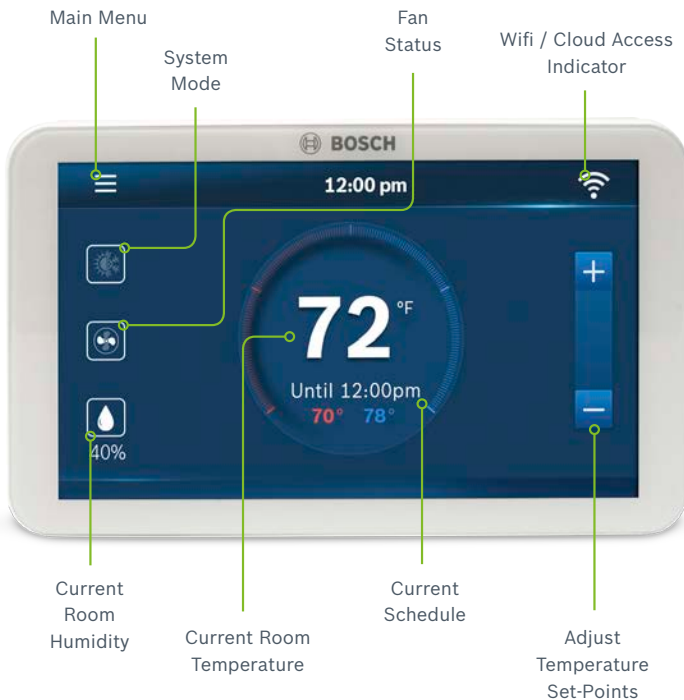 Main Menu
System
Mode
Fan
Status
Wifi / Cloud Access
Indicator
BOSCH
12:00 pm
72 °F
Until 12:00pm
70° 78°
+
−
40%
Current
Room
Humidity
Current Room
Temperature
Current
Schedule
Adjust
Temperature
Set-Points